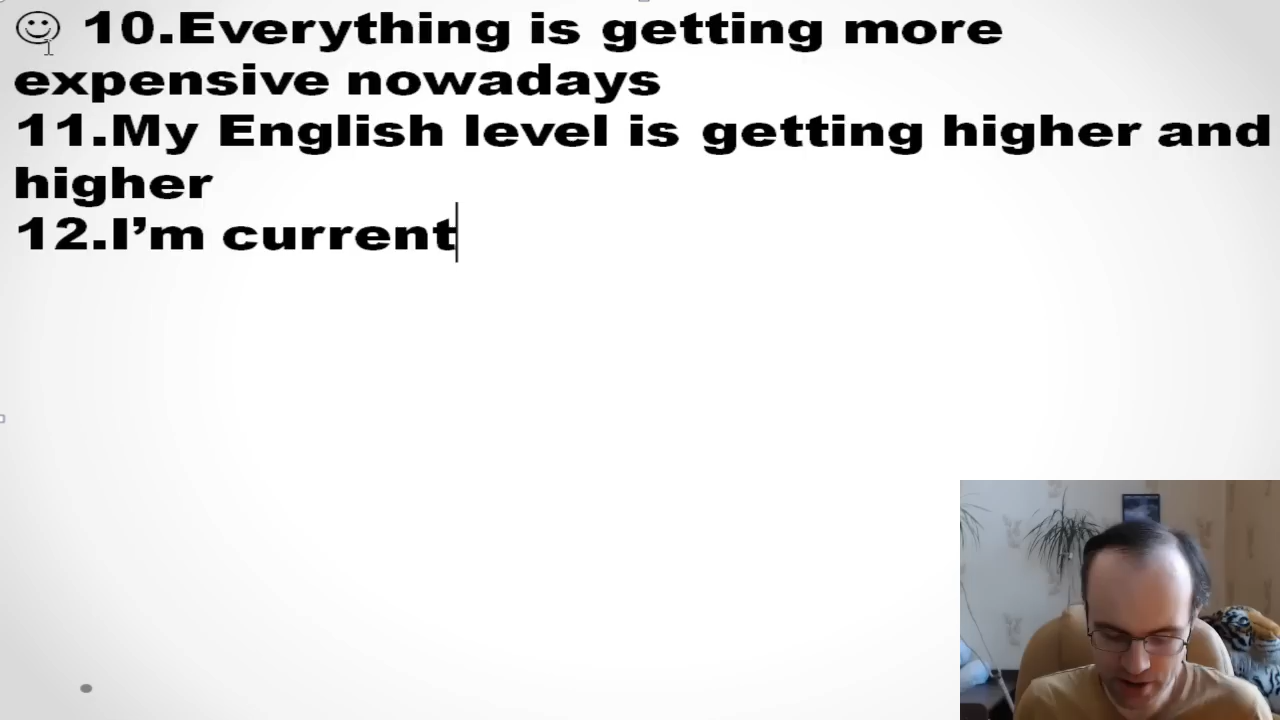 ☺ 10.Everything is getting more
expensive nowadays
11.My English level is getting higher and
higher
12.I’m current